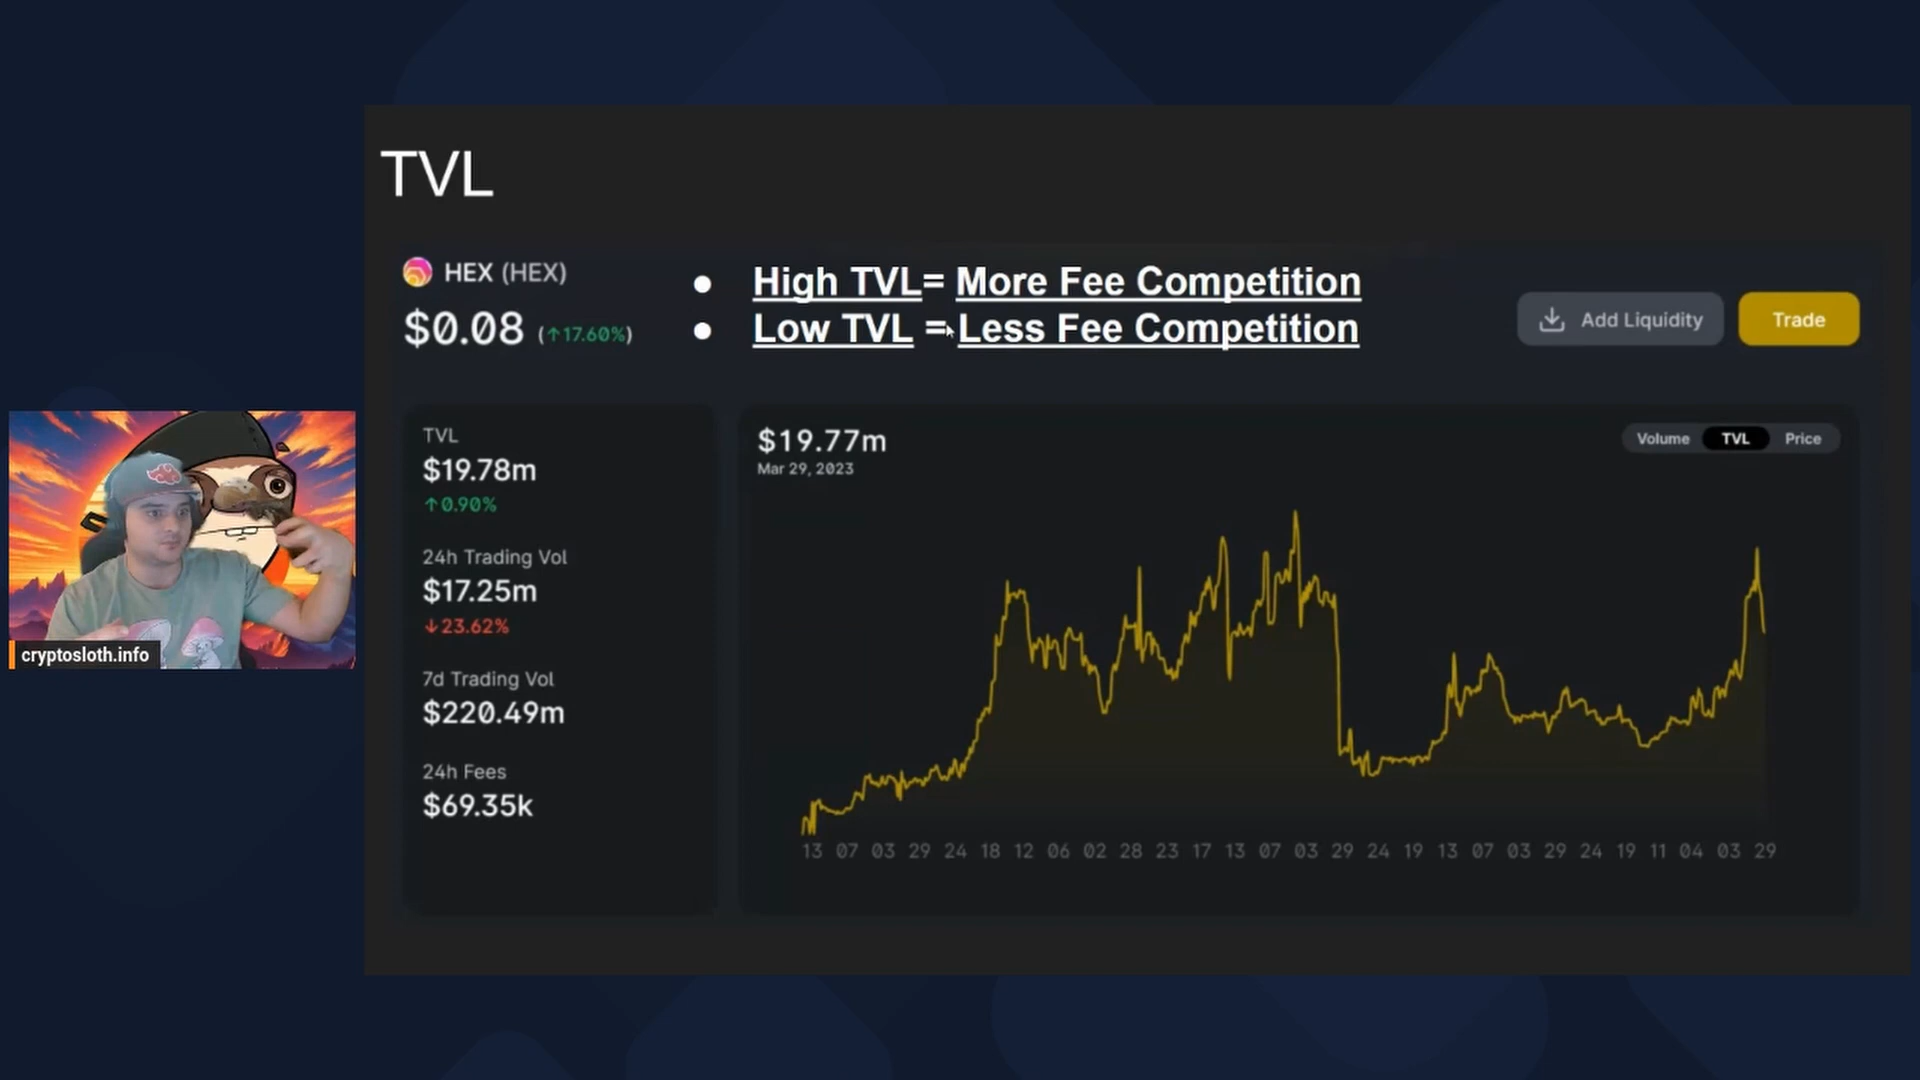 TVL
HEX (HEX)
$0.08 (↑17.60%)
● High TVL= More Fee Competition
● Low TVL = Less Fee Competition
Add Liquidity
Trade
TVL
$19.78m
↑0.90%
24h Trading Vol
$17.25m
↓23.62%
7d Trading Vol
$220.49m
24h Fees
$69.35k
$19.77m
Mar 29, 2023
Volume TVL Price
13 07 03 29 24 18 12 06 02 28 23 17 13 07 03 29 24 19 13 07 03 29 24 19 11 04 03 29
cryptosloth.info